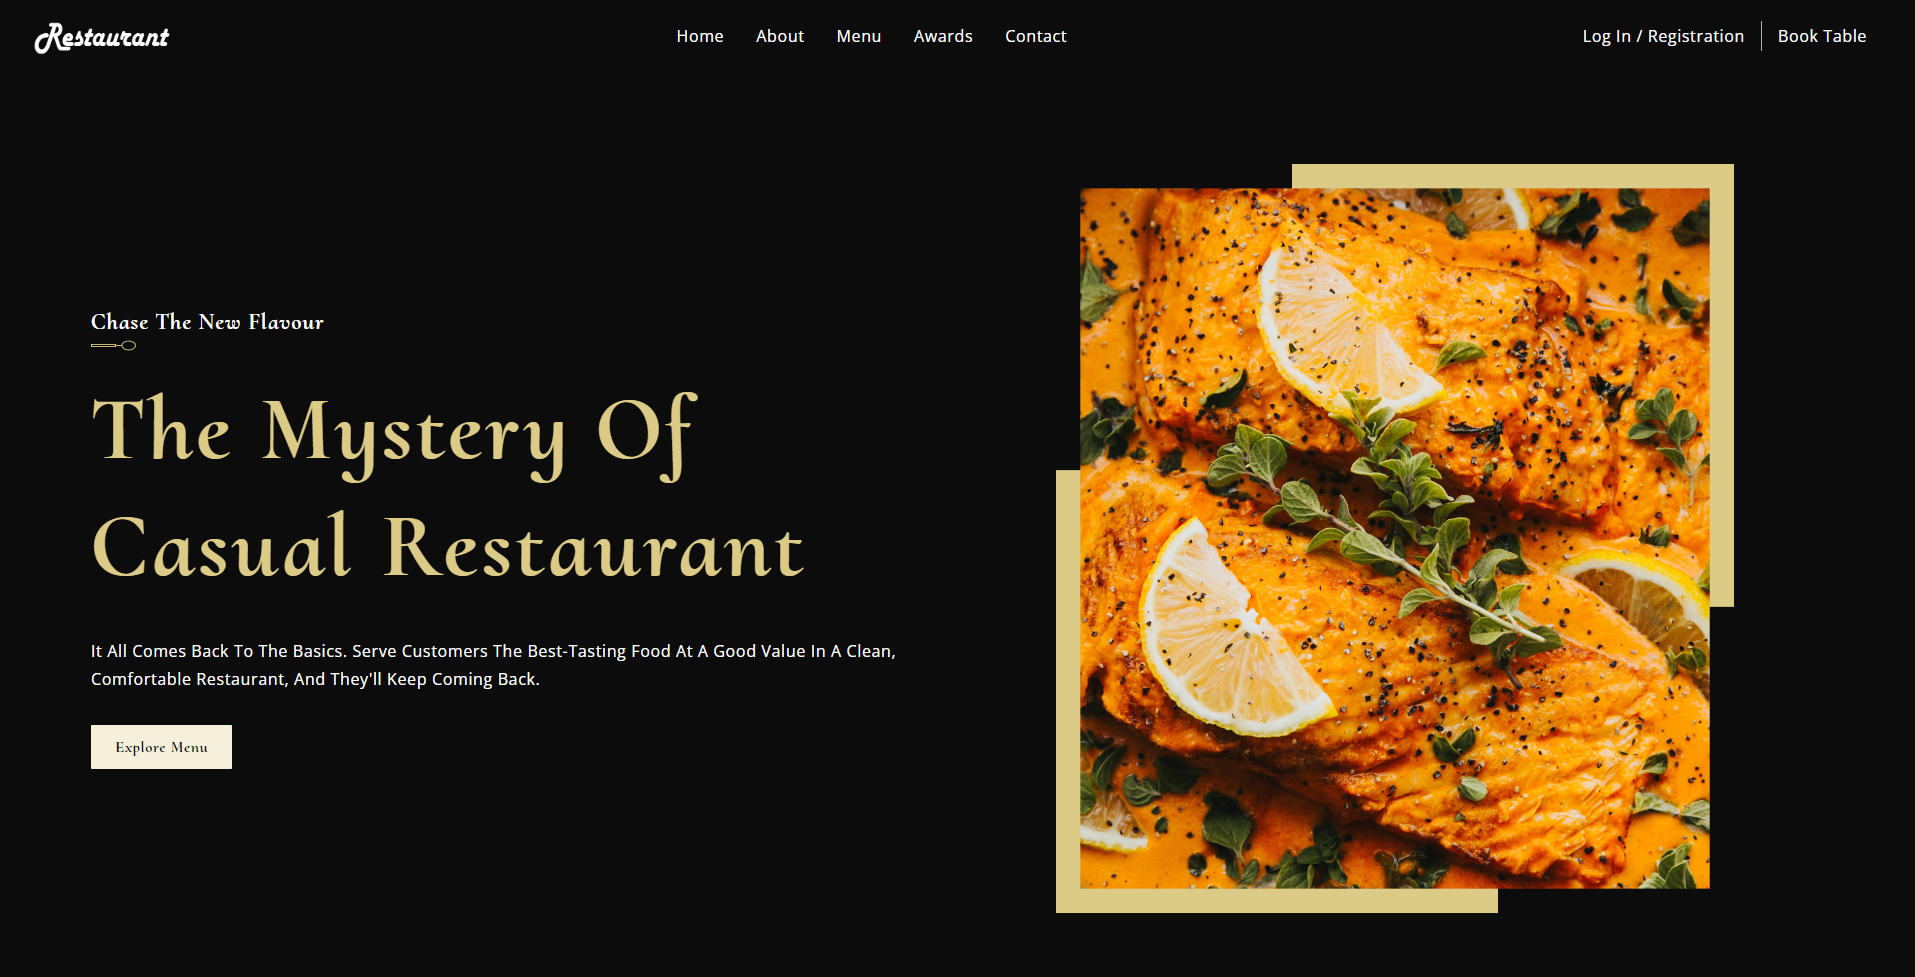 Restaurant
Home About Menu Awards Contact
Log In / Registration
Book Table
Chase The New Flavour
The Mystery Of
Casual Restaurant
It All Comes Back To The Basics. Serve Customers The Best-Tasting Food At A Good Value In A Clean,
Comfortable Restaurant, And They'll Keep Coming Back.
Explore Menu